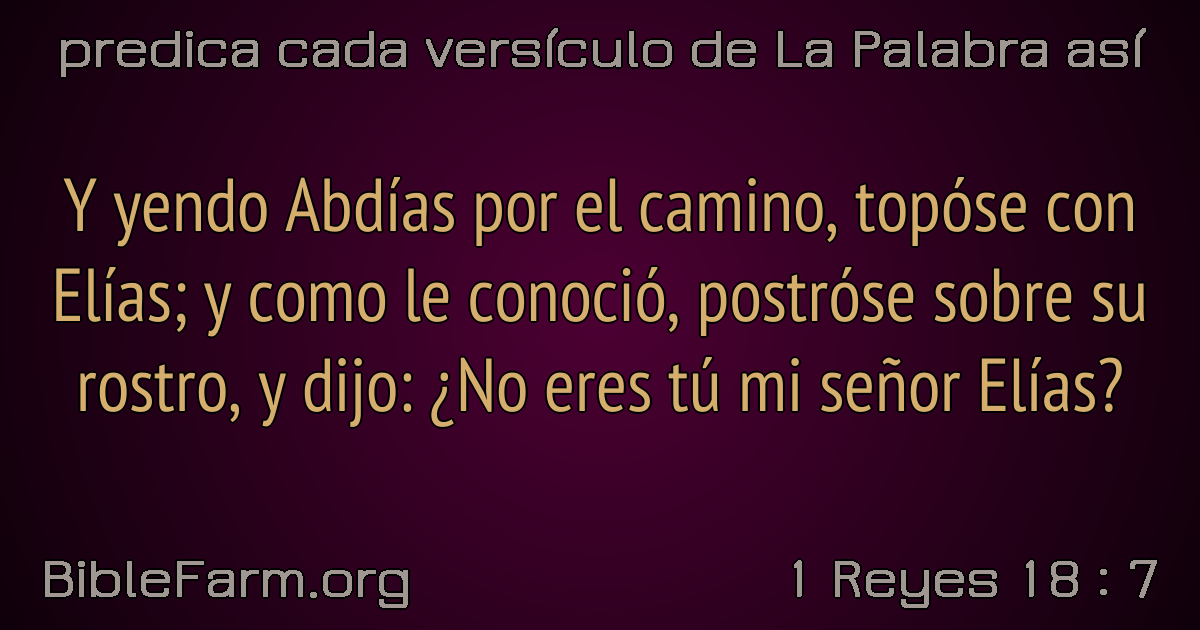 predica cada versículo de La Palabra así
Y yendo Abdías por el camino, topóse con
Elías; y como le conoció, postróse sobre su
rostro, y dijo: ¿No eres tú mi señor Elías?
BibleFarm.org
1 Reyes 18 : 7